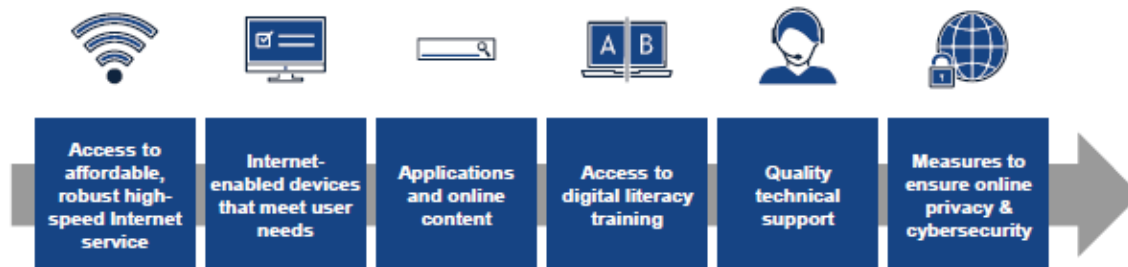 A B
Access to
affordable,
robust high-
speed Internet
service
Internet-
enabled devices
that meet user
needs
Applications
and online
content
Access to
digital literacy
training
Quality
technical
support
Measures to
ensure online
privacy &
cybersecurity